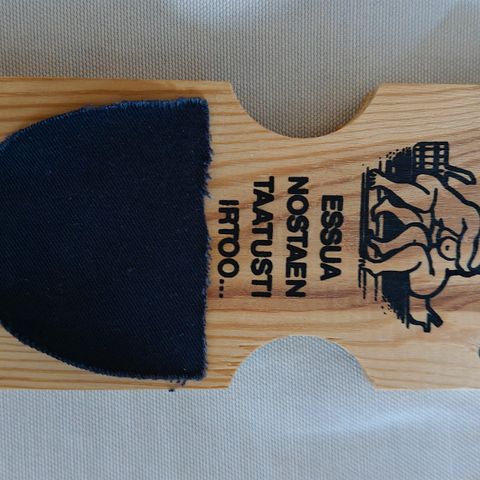 ESSUA
NOSTAEN
TAATUSTI
IRTOO...